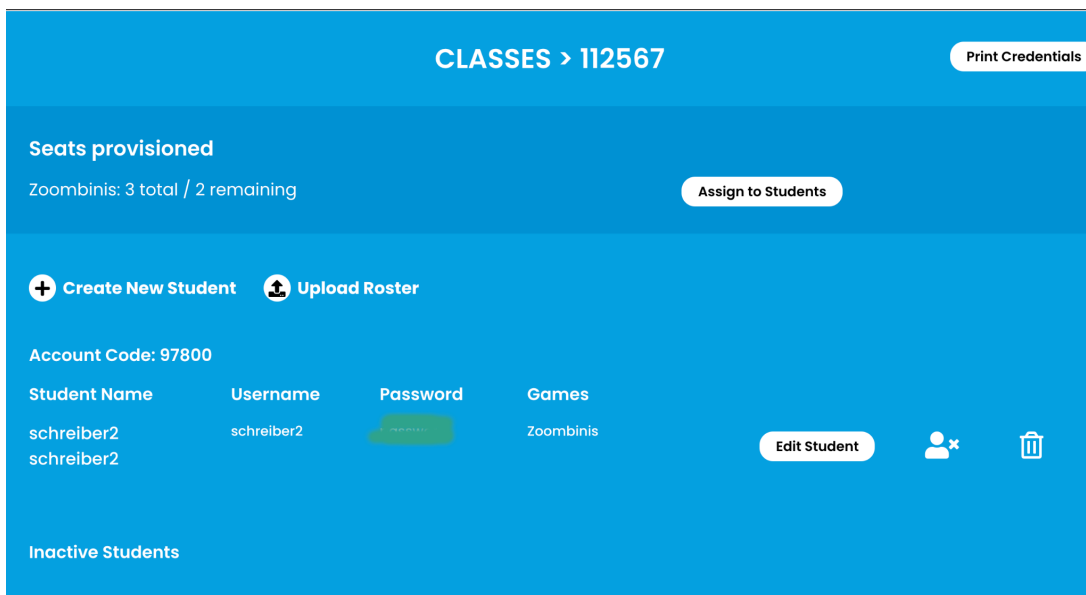 CLASSES > 112567
Print Credentials
Seats provisioned
Zoombinis: 3 total / 2 remaining
Assign to Students
Create New Student
Upload Roster
Account Code: 97800
Student Name Username Password Games
schreiber2 schreiber2 Zoombinis
schreiber2
Edit Student
Inactive Students